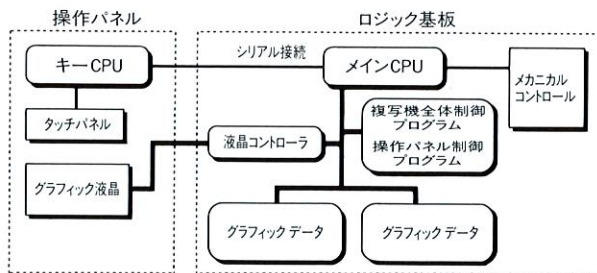 操作パネル
ロジック基板
キーCPU
シリアル接続
メインCPU
メカニカル
コントロール
タッチパネル
複写機全体制御
プログラム
操作パネル制御
プログラム
液晶コントローラ
グラフィック液晶
グラフィックデータ
グラフィックデータ